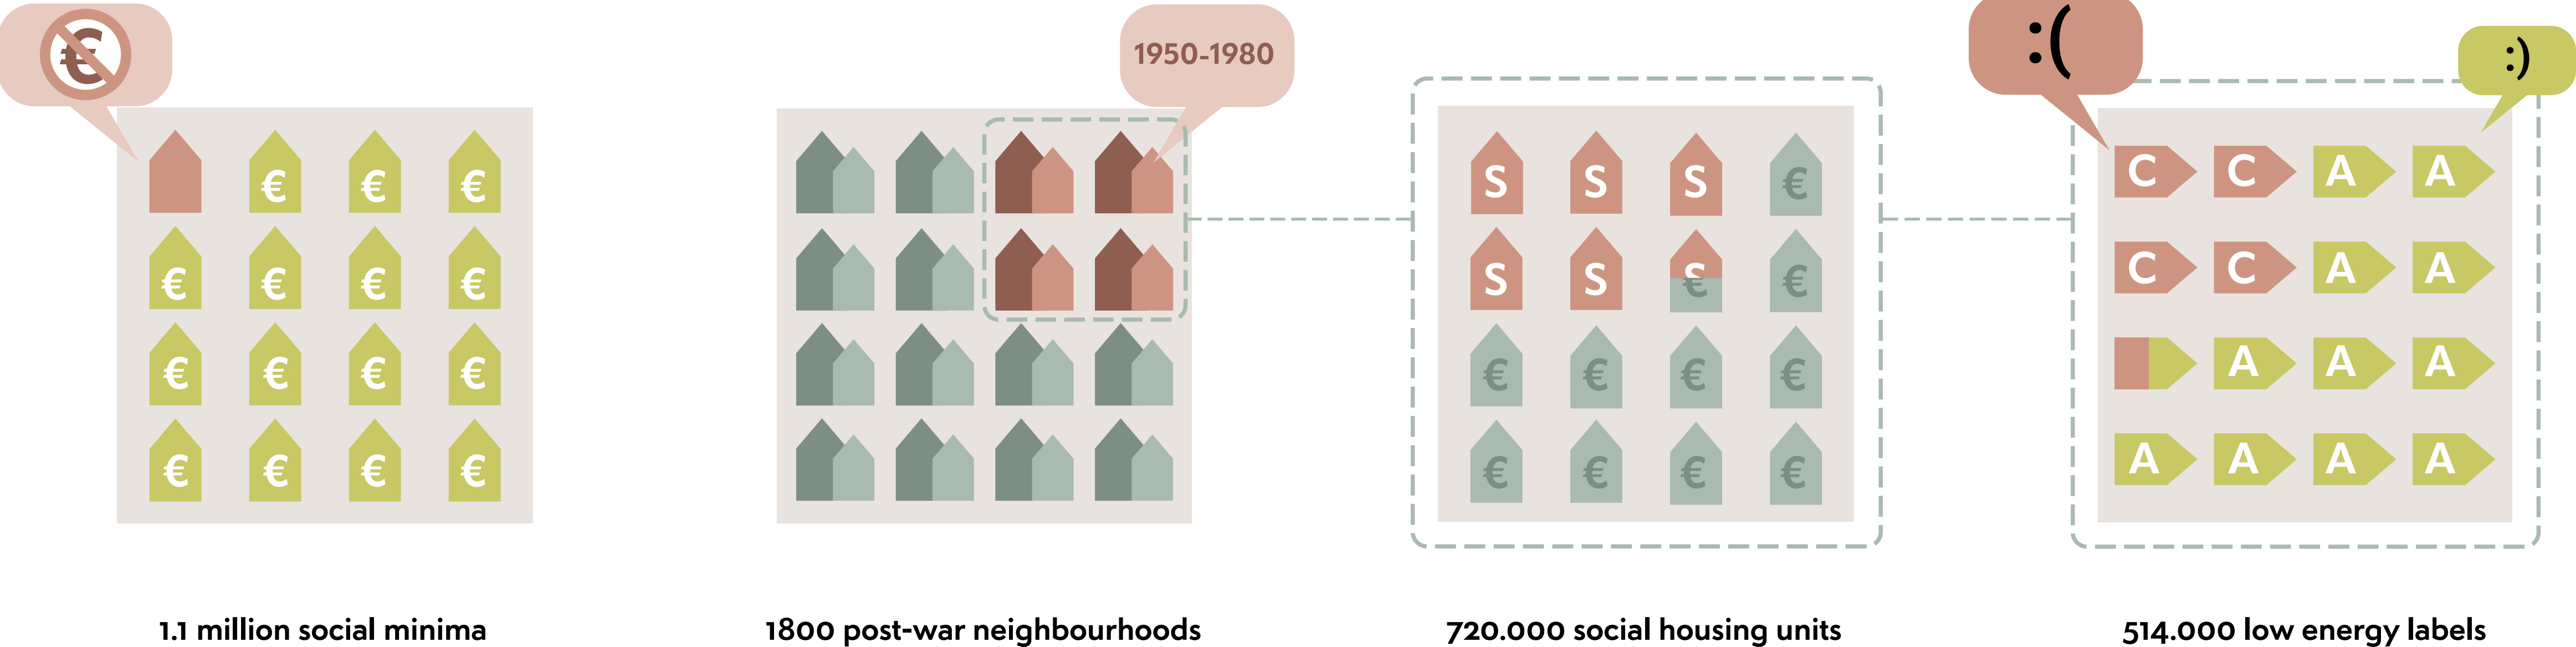 €
1950-1980
:(
:)
€ € €
€ € € €
€ € € €
€ € € €
S S S €
S S S € €
€ € € €
€ € € €
C C A A
C C A A
A A A
A A A A
1.1 million social minima
1800 post-war neighbourhoods
720.000 social housing units
514.000 low energy labels